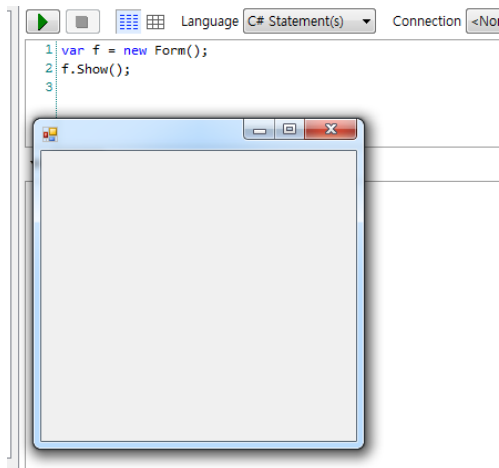 Language C# Statement(s) Connection <Nor
1 var f = new Form();
2 f.Show();
3